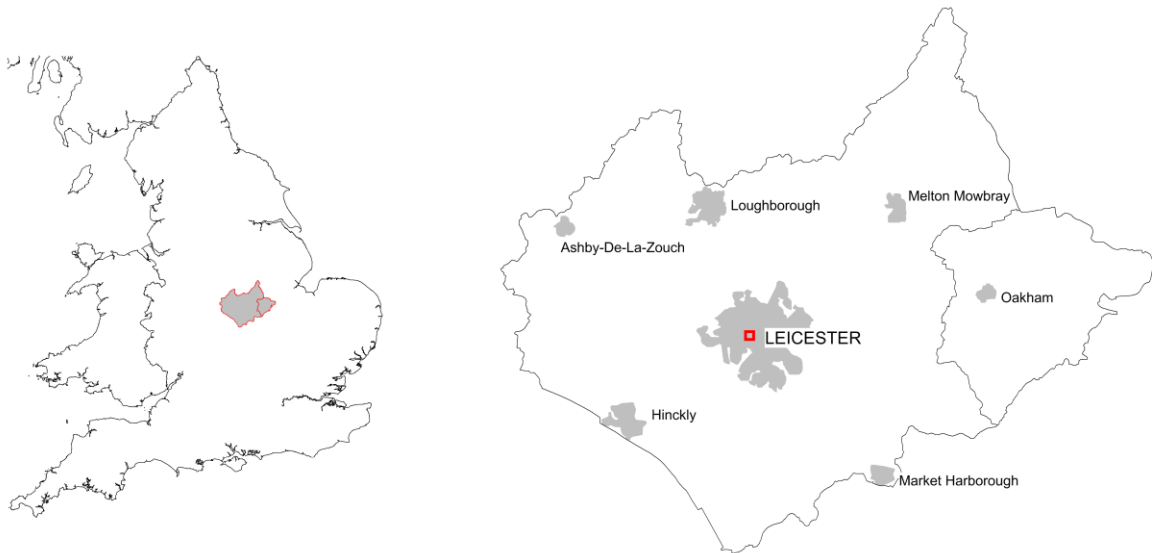 Loughborough
Melton Mowbray
Ashby-De-La-Zouch
Oakham
LEICESTER
Hinckly
Market Harborough